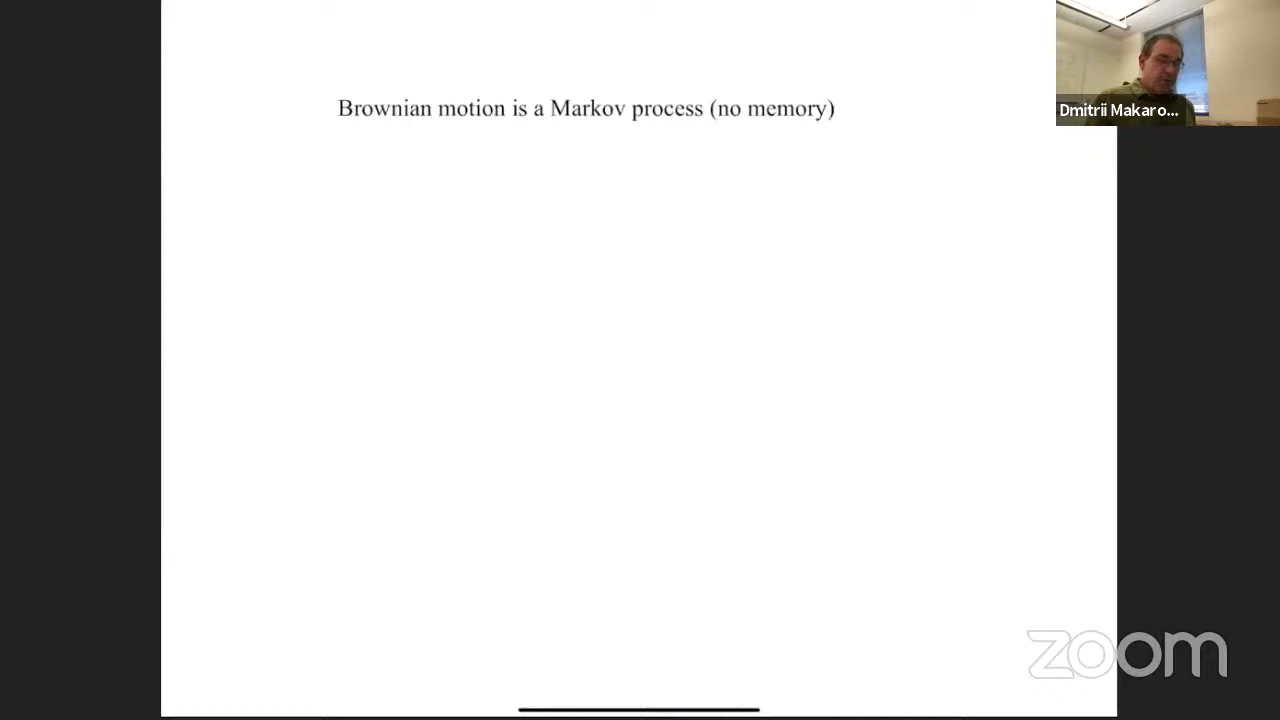 Brownian motion is a Markov process (no memory)
Dmitrii Makaro...
zoom